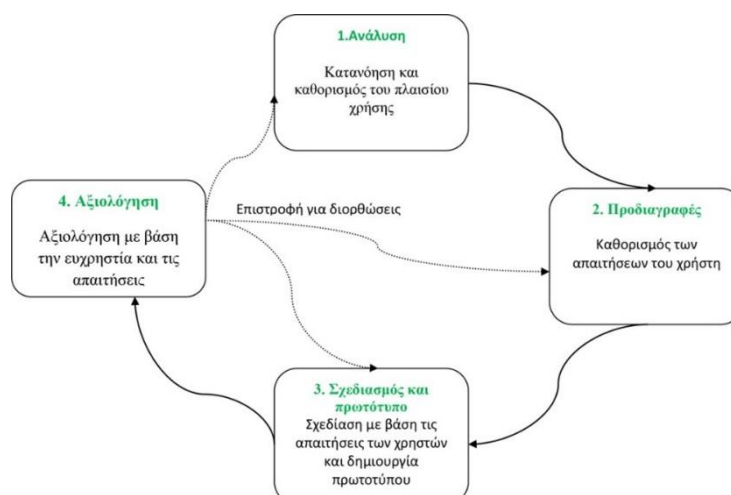 1.Ανάλυση
Κατανόηση και
καθορισμός του πλαισίου
χρήσης
2. Προδιαγραφές
Καθορισμός των
απαιτήσεων του χρήστη
3. Σχεδιασμός και
πρωτότυπο
Σχεδίαση με βάση τις
απαιτήσεις των χρηστών
και δημιουργία
πρωτοτύπου
4. Αξιολόγηση
Αξιολόγηση με βάση
την ευχρηστία και τις
απαιτήσεις
Επιστροφή για διορθώσεις